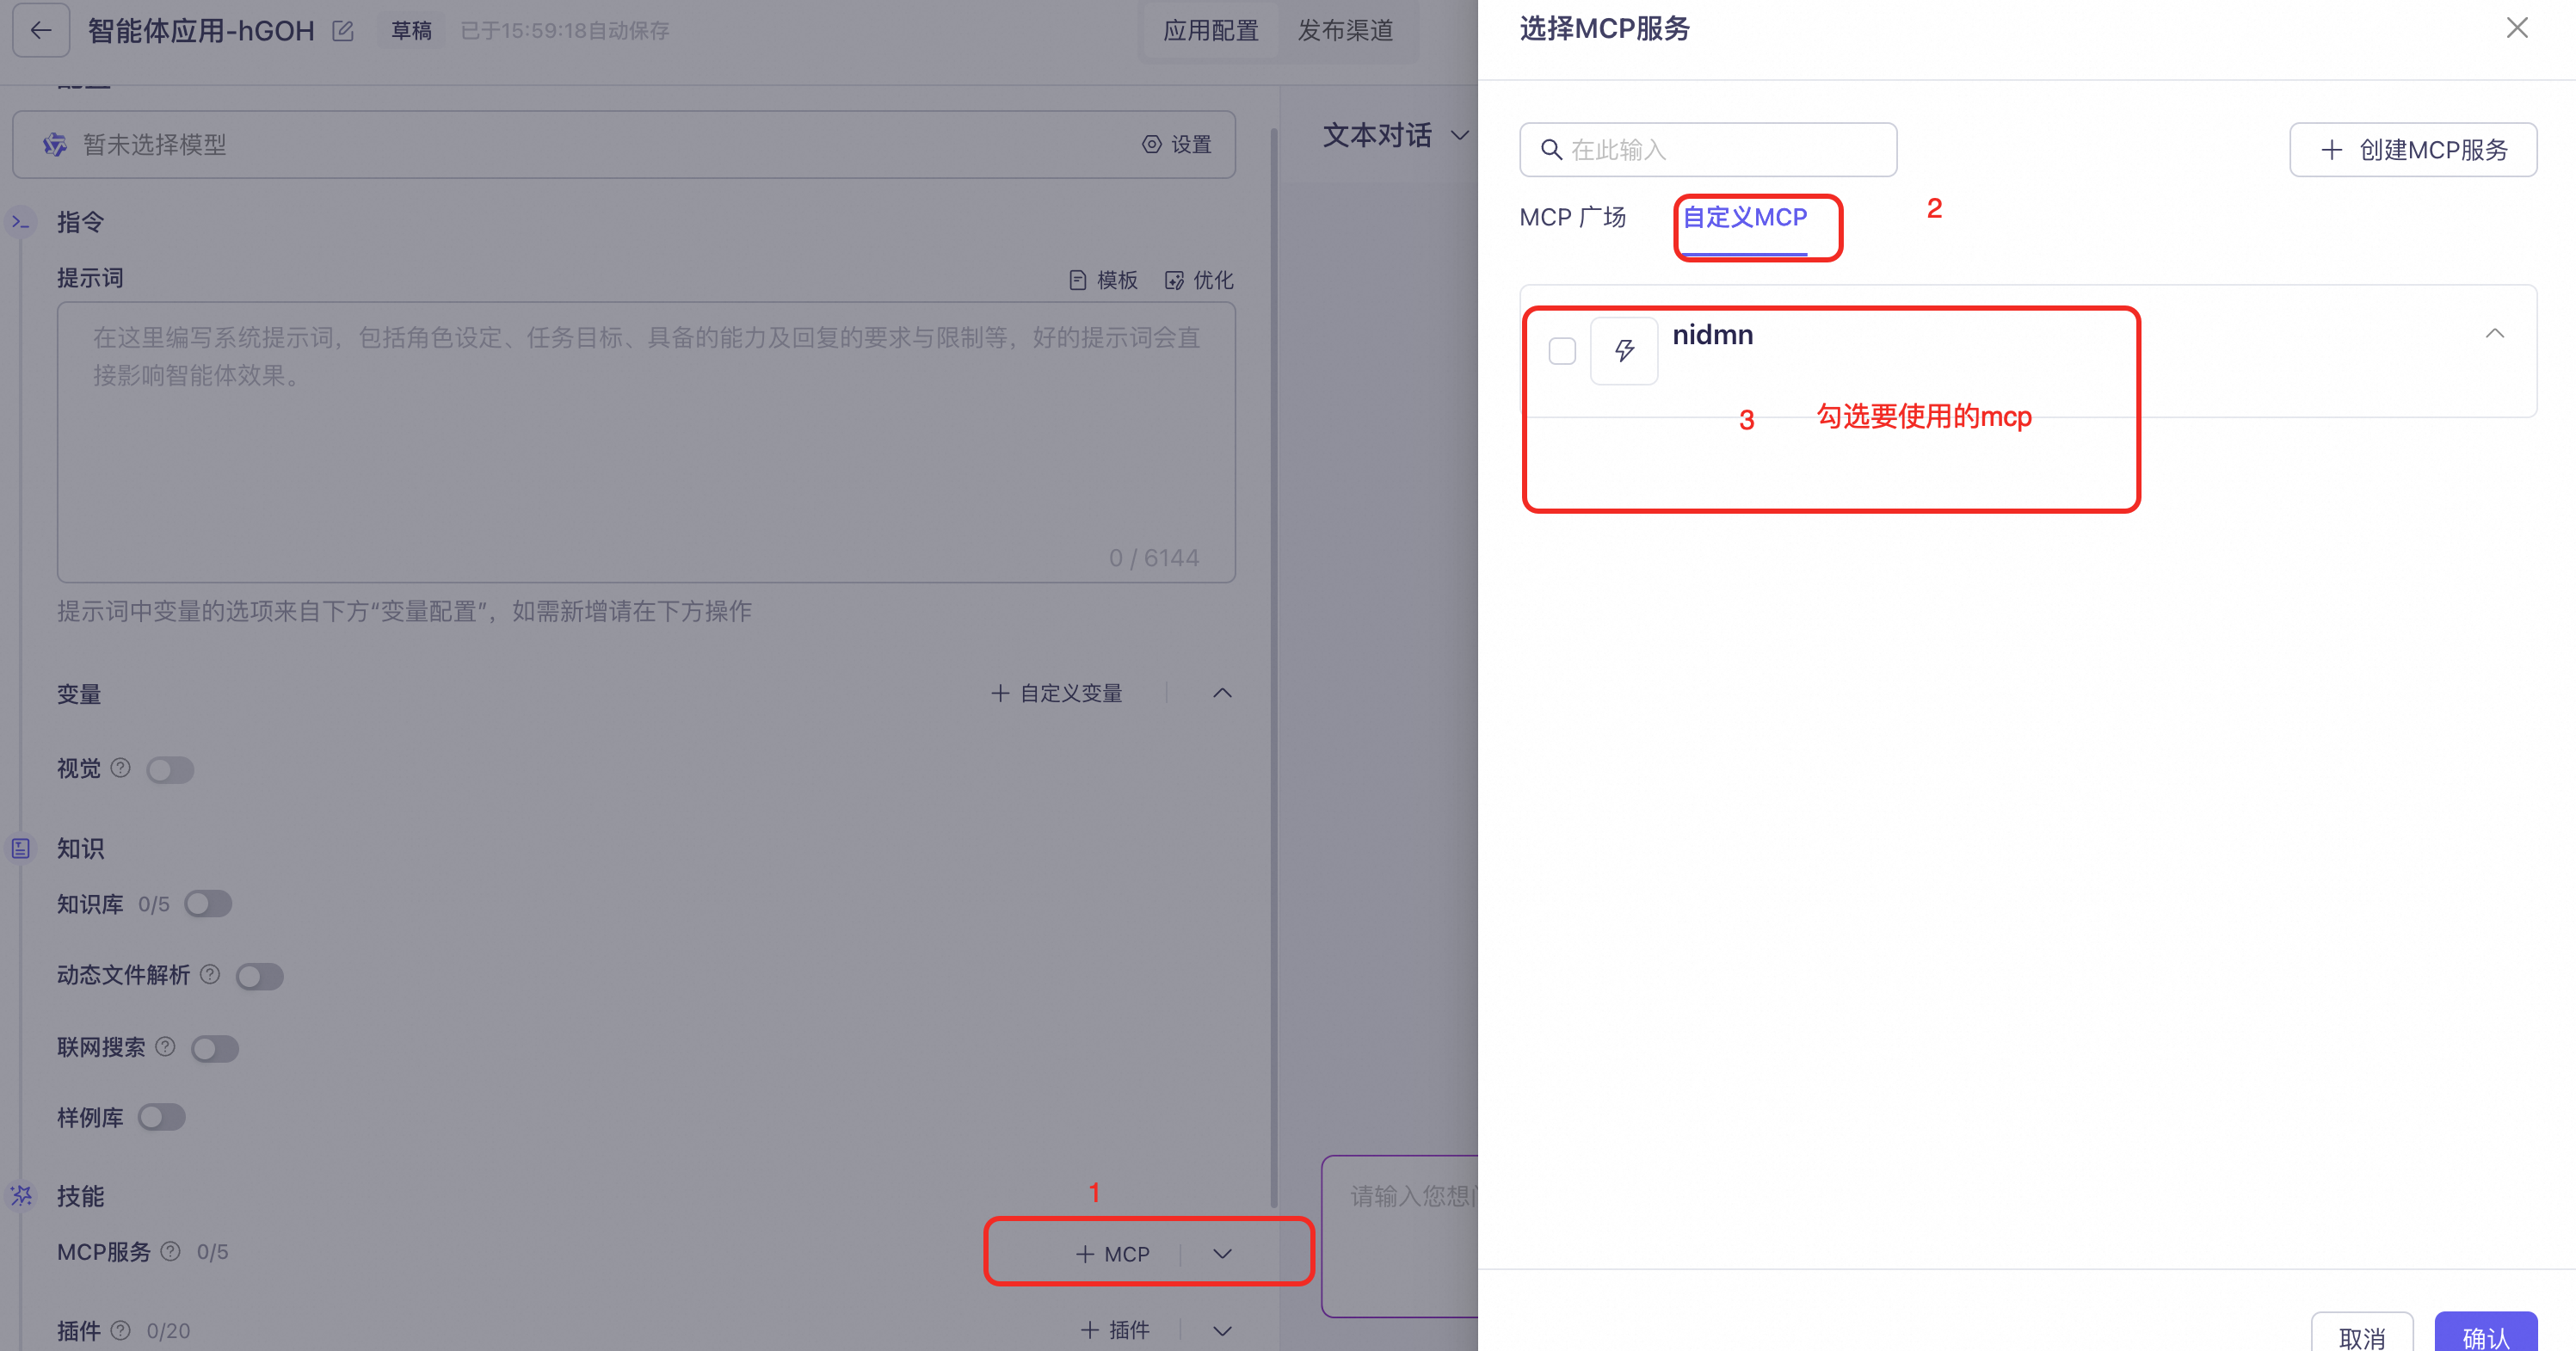 智能体应用-hGOH 草稿 已于15:59:18自动保存 应用配置 发布渠道
暂未选择模型 设置
指令
提示词 模板 优化
在这里编写系统提示词，包括角色设定、任务目标、具备的能力及回复的要求与限制等，好的提示词会直
接影响智能体效果。
0 / 6144
提示词中变量的选项来自下方“变量配置”，如需新增请在下方操作
变量 自定义变量
视觉
知识
知识库 0/5
动态文件解析
联网搜索
样例库
技能
1
MCP服务 0/5 + MCP
插件 0/20 + 插件
文本对话
请输入您想
选择MCP服务
在此输入 + 创建MCP服务
MCP 广场 自定义MCP 2
nidmn
3 勾选要使用的mcp
取消 确认